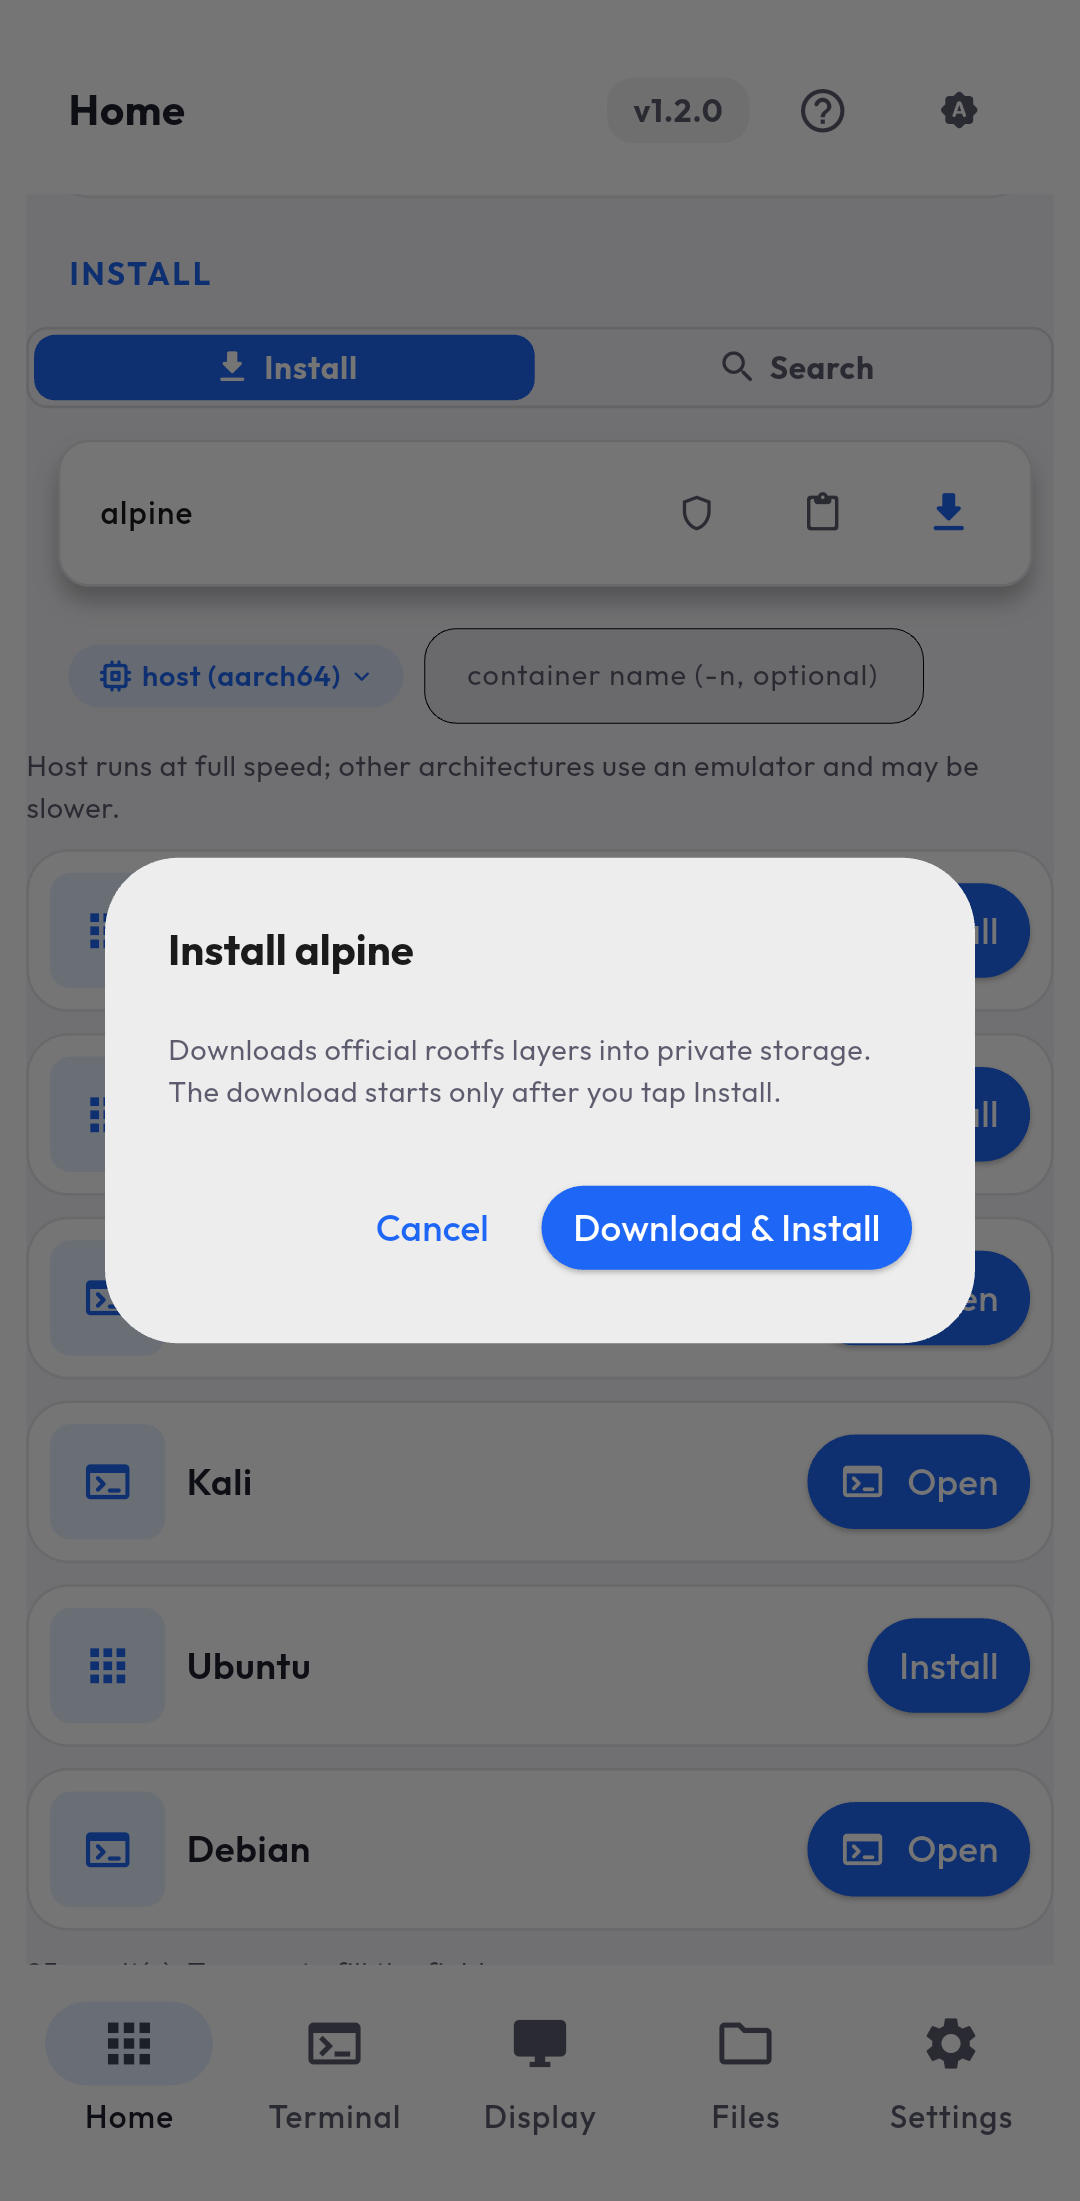 Home
v1.2.0
A
INSTALL
Install
Search
alpine
host (aarch64)
container name (-n, optional)
Host runs at full speed; other architectures use an emulator and may be
slower.
Install alpine
Downloads official rootfs layers into private storage.
The download starts only after you tap Install.
Cancel
Download & Install
Kali
Open
Ubuntu
Install
Debian
Open
Home
Terminal
Display
Files
Settings